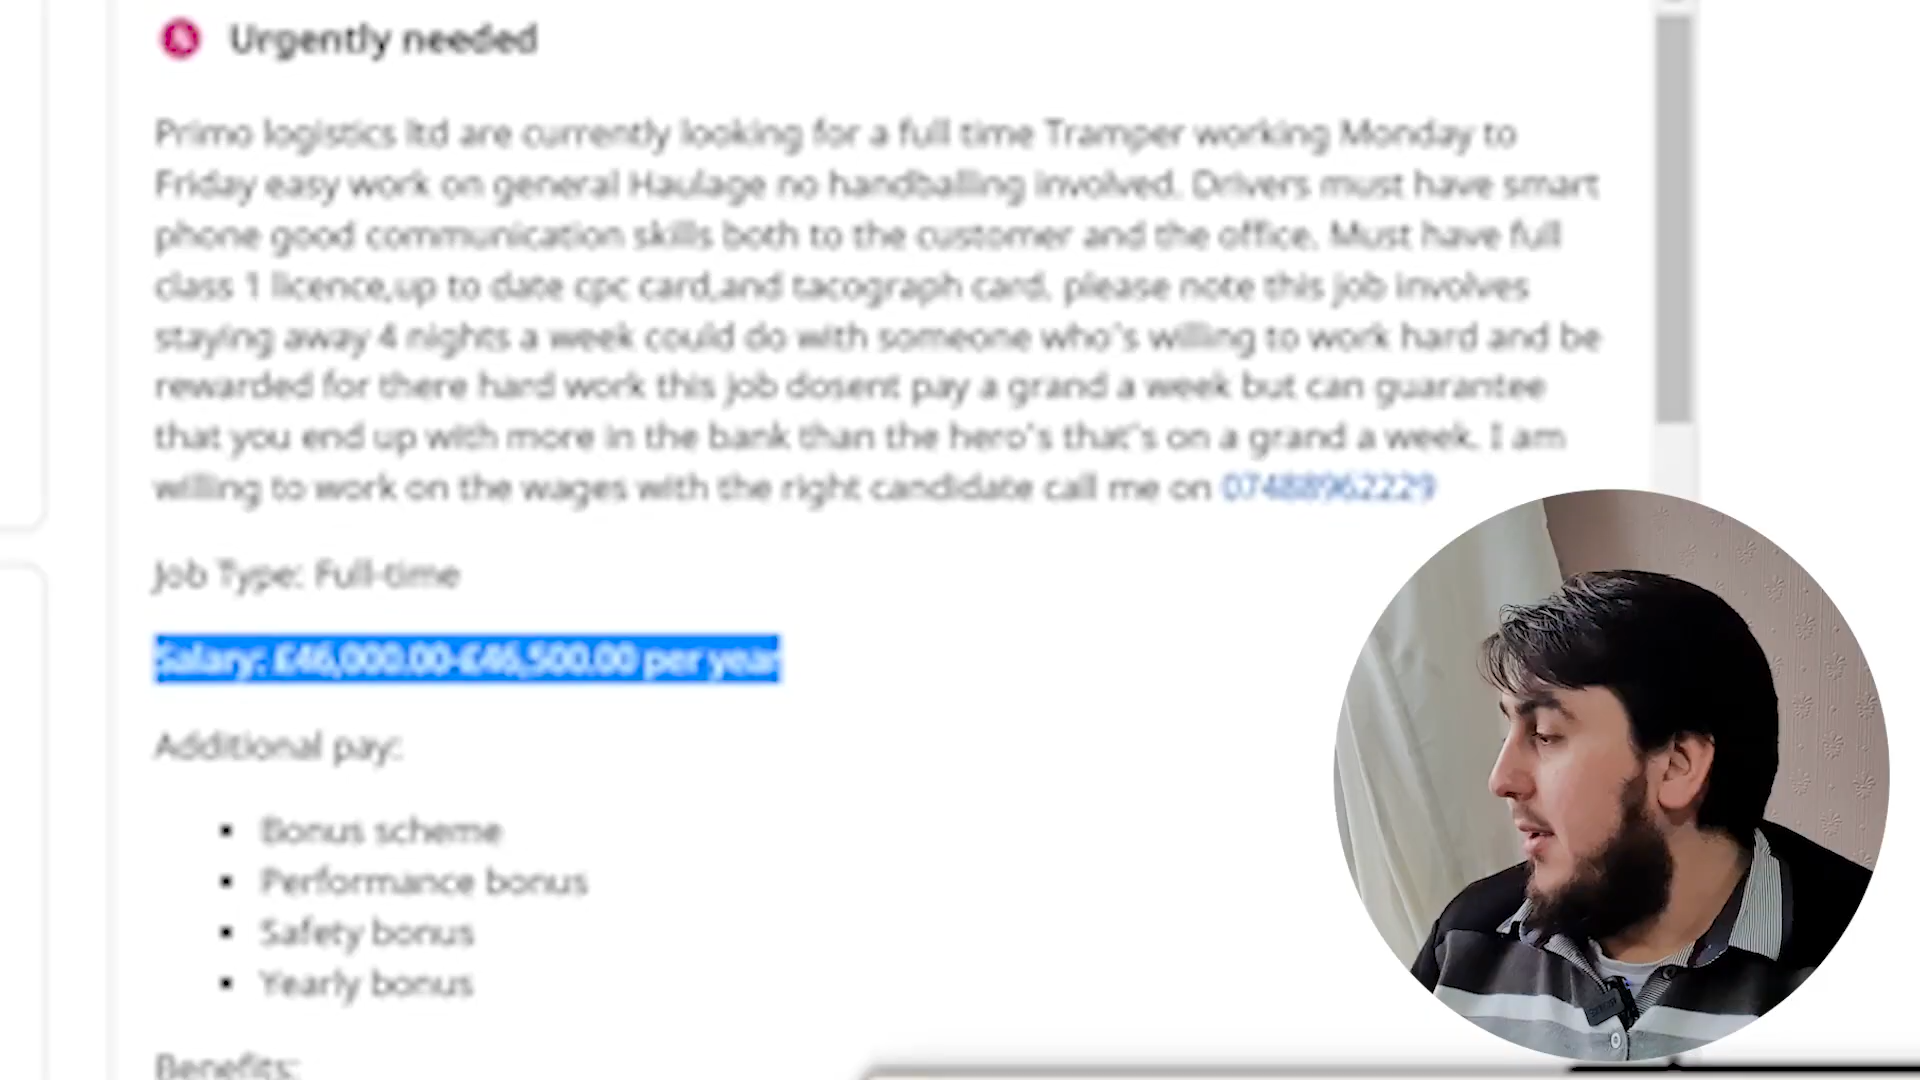 Urgently needed
Primo logistics ltd are currently looking for a full time Tramper working Monday to
Friday easy work on general Haulage no handballing involved. Drivers must have smart
phone good communication skills both to the customer and the office. Must have full
class 1 licence,up to date cpc card,and tacograph card. please note this job involves
staying away 4 nights a week could do with someone who's willing to work hard and be
rewarded for there hard work this job dosent pay a grand a week but can guarantee
that you end up with more in the bank than the hero's that's on a grand a week. I am
willing to work on the wages with the right candidate call me on 07488962229
Job Type: Full-time
Salary: £46,000.00-£46,500.00 per year
Additional pay:
▪ Bonus scheme
▪ Performance bonus
▪ Safety bonus
▪ Yearly bonus
Benefits: